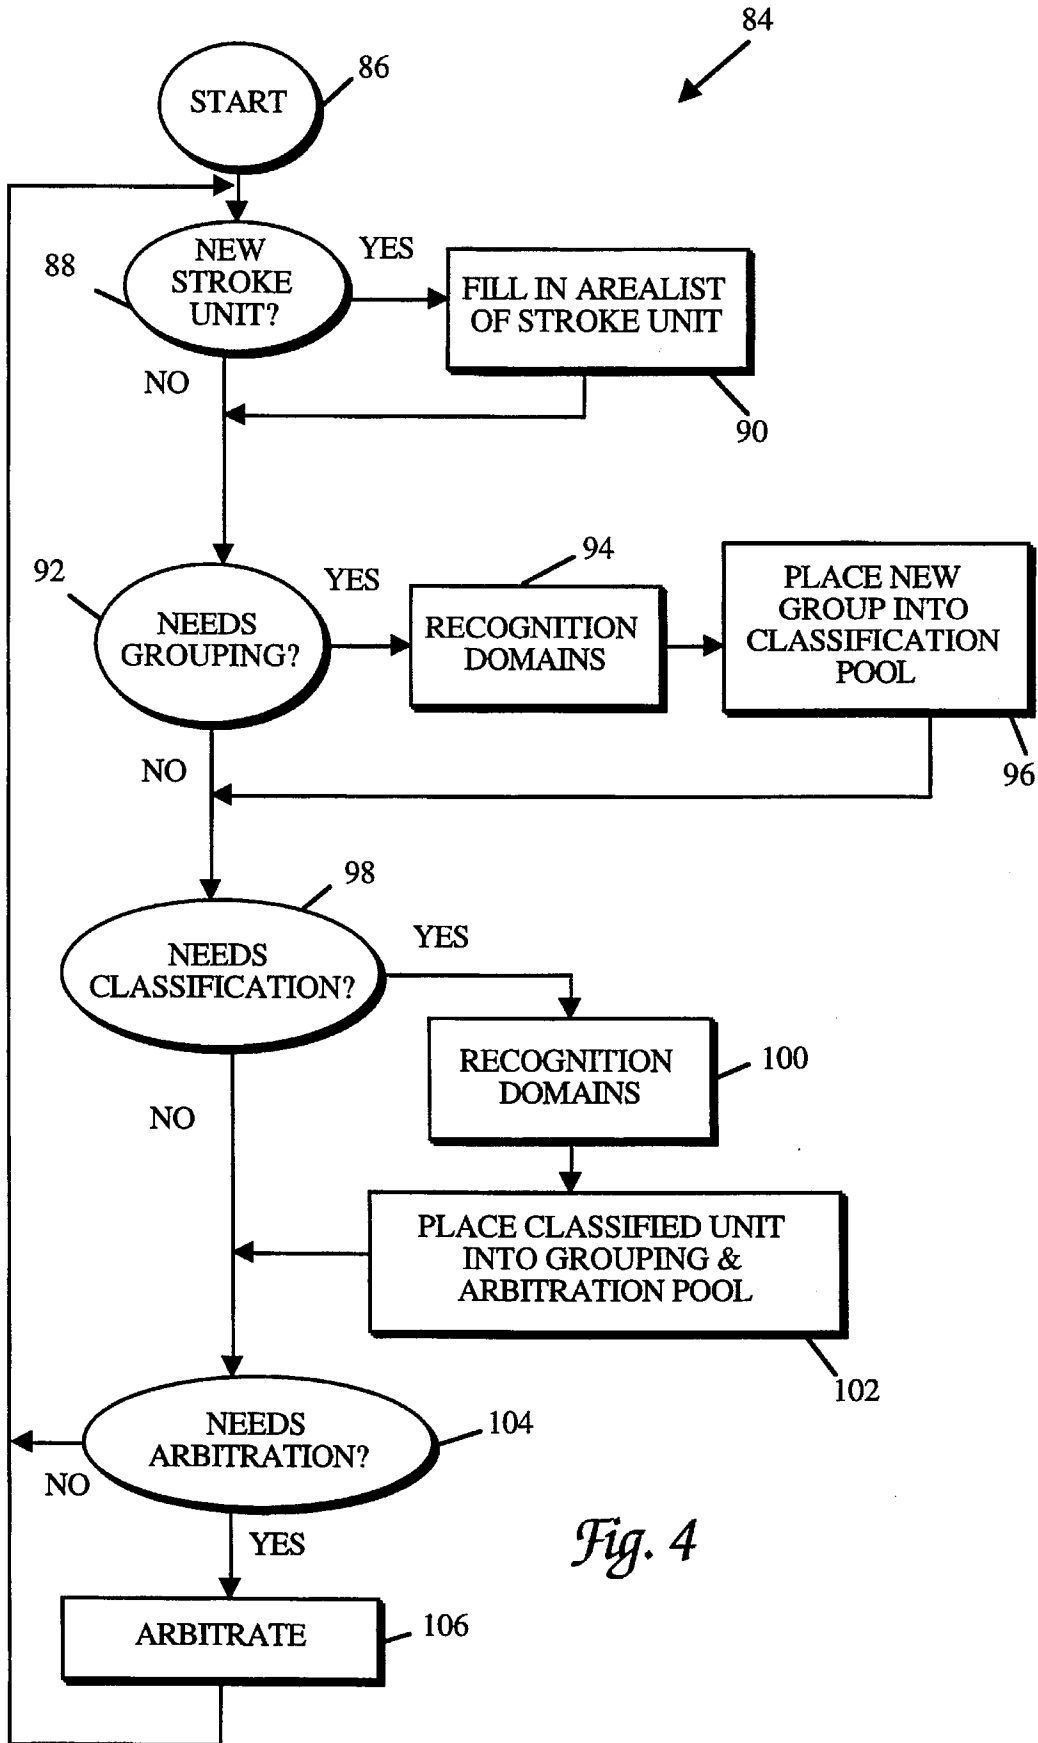 84
86
START
NEW
STROKE
UNIT?
YES
88
FILL IN AREALIST
OF STROKE UNIT
NO
90
92
94
YES
NEEDS
GROUPING?
RECOGNITION
DOMAINS
PLACE NEW
GROUP INTO
CLASSIFICATION
POOL
NO
96
98
YES
NEEDS
CLASSIFICATION?
RECOGNITION
DOMAINS
100
NO
PLACE CLASSIFIED UNIT
INTO GROUPING &
ARBITRATION POOL
102
NEEDS
ARBITRATION?
104
NO
YES
Fig. 4
ARBITRATE
106